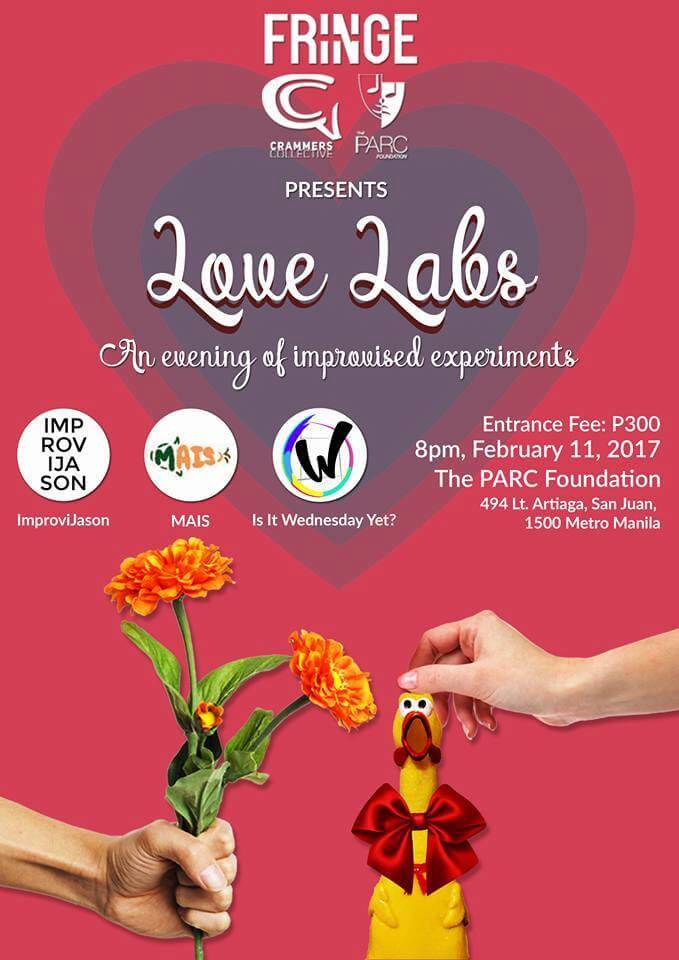 FRINGE
CRAMMERS
COLLECTIVE
THE
PARC
FOUNDATION
PRESENTS
Love Labs
An evening of improvised experiments
IMP
ROV
IJA
SON
ImproviJason
MAIS
MAIS
W
Is It Wednesday Yet?
Entrance Fee: P300
8pm, February 11, 2017
The PARC Foundation
494 Lt. Artiaga, San Juan,
1500 Metro Manila